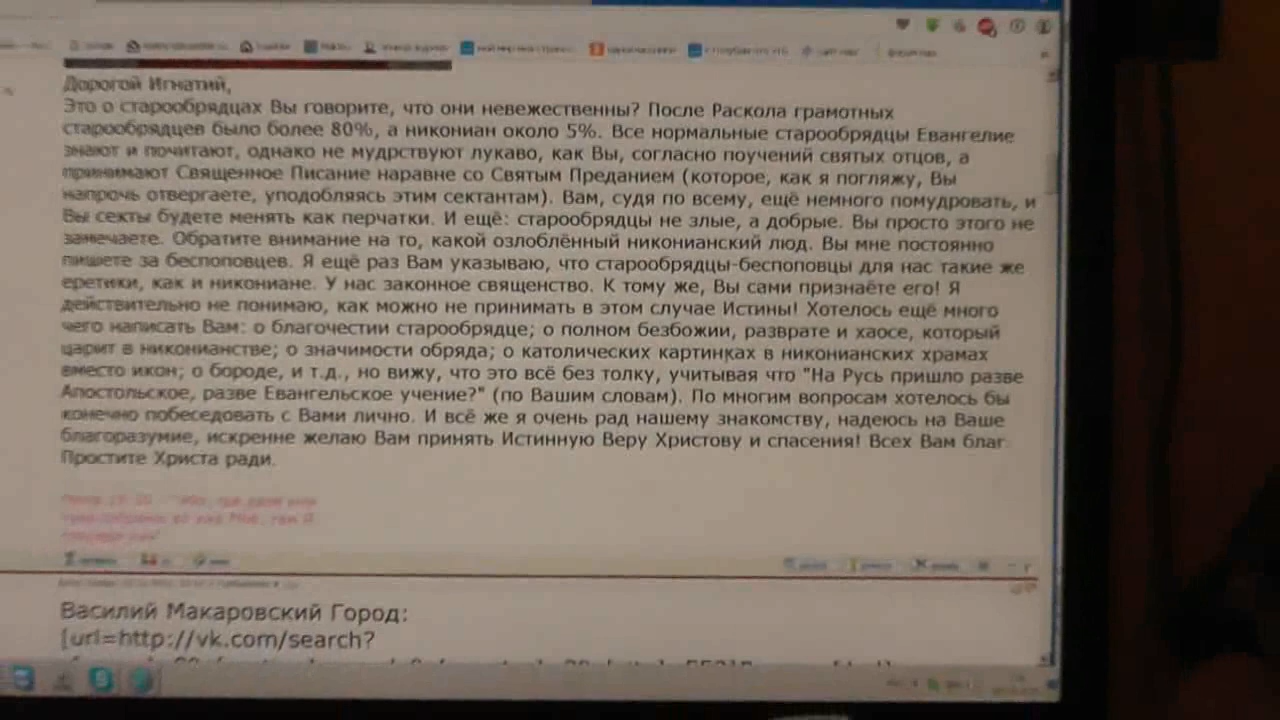 Дорогой Игнатий,
Это о старообрядцах Вы говорите, что они невежественны? После Раскола грамотных
старообрядцев было более 80%, а никониан около 5%. Все нормальные старообрядцы Евангелие
знают и почитают, однако не мудрствуют лукаво, как Вы, согласно поучений святых отцов, а
принимают Священное Писание наравне со Святым Преданием (которое, как я погляжу, Вы
напрочь отвергаете, уподобляясь этим сектантам). Вам, судя по всему, ещё немного помудровать, и
Вы секты будете менять как перчатки. И ещё: старообрядцы не злые, а добрые. Вы просто этого не
замечаете. Обратите внимание на то, какой озлоблённый никонианский люд. Вы мне постоянно
пишете за беспоповцев. Я ещё раз Вам указываю, что старообрядцы-беспоповцы для нас такие же
еретики, как и никониане. У нас законное священство. К тому же, Вы сами признаёте его! Я
действительно не понимаю, как можно не принимать в этом случае Истины! Хотелось ещё много
чего написать Вам: о благочестии старообрядце; о полном безбожии, разврате и хаосе, который
царит в никонианстве; о значимости обряда; о католических картинках в никонианских храмах
вместо икон; о бороде, и т.д., но вижу, что это всё без толку, учитывая что "На Русь пришло разве
Апостольское, разве Евангельское учение?" (по Вашим словам). По многим вопросам хотелось бы
конечно побеседовать с Вами лично. И всё же я очень рад нашему знакомству, надеюсь на Ваше
благоразумие, искренне желаю Вам принять Истинную Веру Христову и спасения! Всех Вам благ.
Простите Христа ради.
Василий Макаровский Город:
[url=http://vk.com/search?